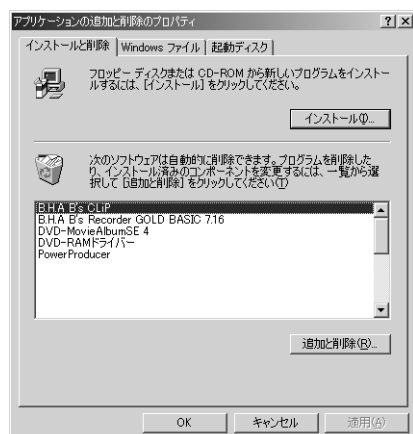 アプリケーションの追加と削除のプロパティ
インストールと削除 Windows ファイル 起動ディスク
フロッピー ディスクまたは CD-ROM から新しいプログラムをインストー
ルするには、[インストール] をクリックしてください。
インストール(I)...
次のソフトウェアは自動的に削除できます。プログラムを削除した
り、インストール済みのコンポーネントを変更するには、一覧から選
択して [追加と削除] をクリックしてください(T)
B.H.A B's CLiP
B.H.A B's Recorder GOLD BASIC 7.16
DVD-MovieAlbumSE 4
DVD-RAMドライバー
PowerProducer
追加と削除(R)...
OK キャンセル 適用(A)